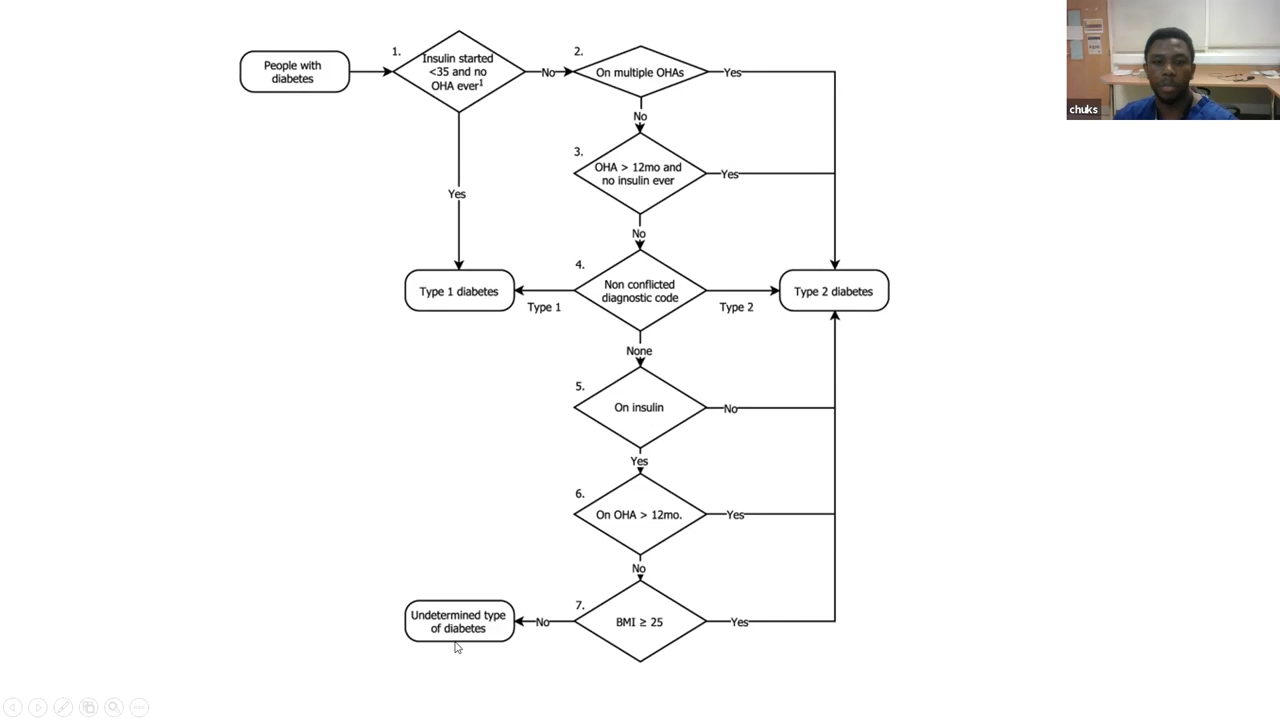 People with
diabetes
1.
Insulin started
<35 and no
OHA ever1
No
2.
On multiple OHAs
Yes
chuks
No
3.
OHA > 12mo and
no insulin ever
Yes
Yes
No
4.
Type 1 diabetes
Type 1
Non conflicted
diagnostic code
Type 2
Type 2 diabetes
None
5.
On insulin
No
Yes
6.
On OHA > 12mo.
Yes
No
7.
BMI ≥ 25
Yes
No
Undetermined type
of diabetes